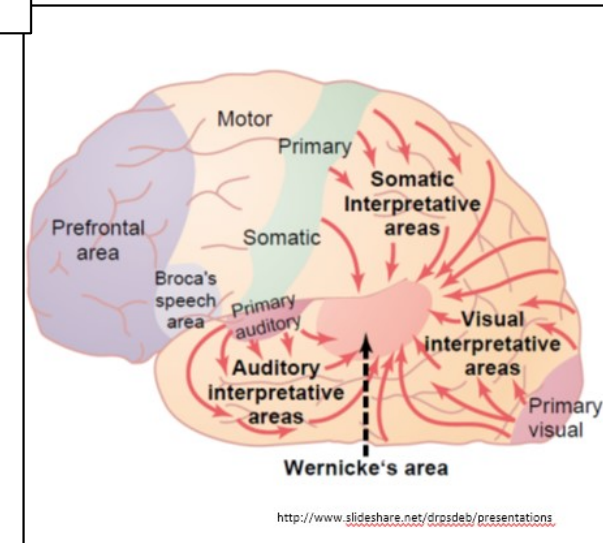 Motor
Primary
Somatic
Interpretative
areas
Prefrontal
area
Somatic
Broca's
speech
area
Primary
auditory
Visual
interpretative
areas
Auditory
interpretative
areas
Primary
visual
Wernicke's area
http://www.slideshare.net/drpsdeb/presentations